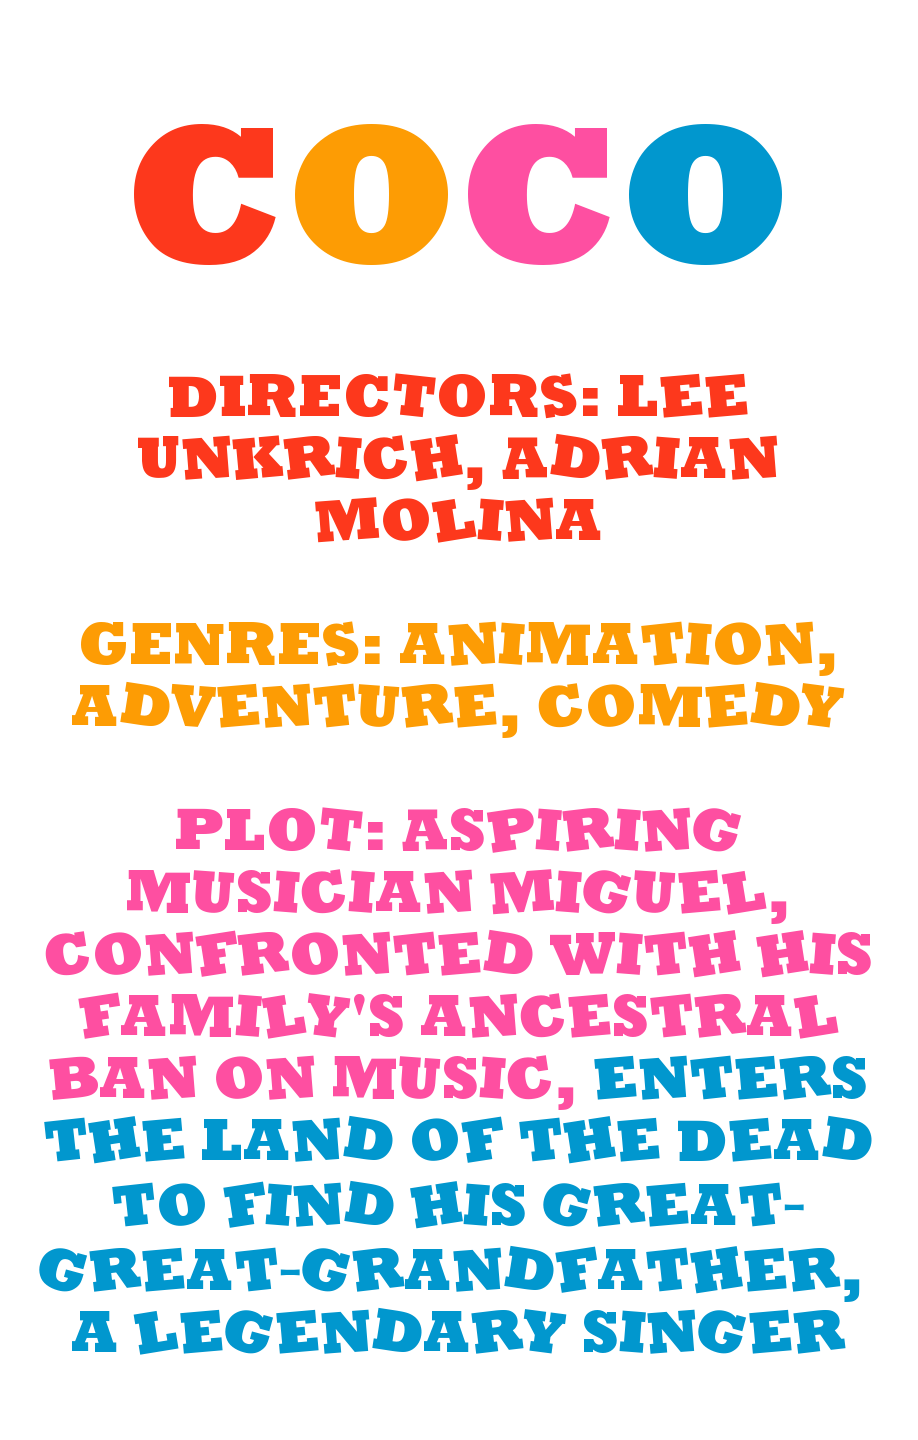 COCO
DIRECTORS: LEE
UNKRICH, ADRIAN
MOLINA
GENRES: ANIMATION,
ADVENTURE, COMEDY
PLOT: ASPIRING
MUSICIAN MIGUEL,
CONFRONTED WITH HIS
FAMILY'S ANCESTRAL
BAN ON MUSIC, ENTERS
THE LAND OF THE DEAD
TO FIND HIS GREAT-
GREAT-GRANDFATHER,
A LEGENDARY SINGER